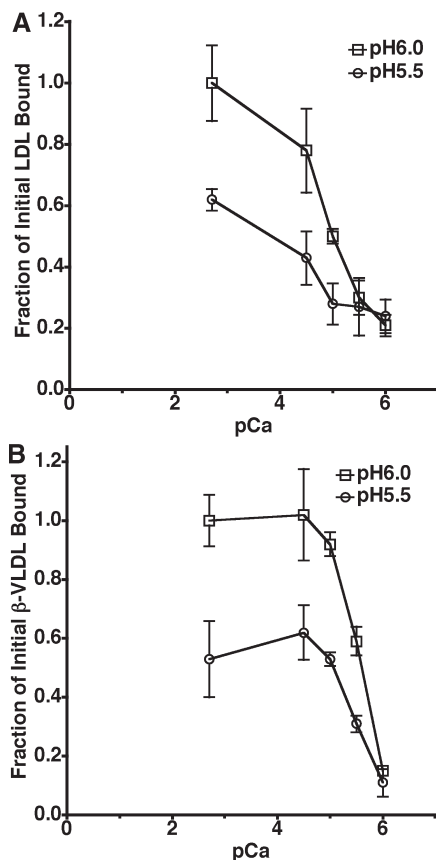 A
Fraction of Initial LDL Bound
1.2
1.0
0.8
0.6
0.4
0.2
0.0
0
2
4
6
pCa
pH6.0
pH5.5
B
Fraction of Initial β-VLDL Bound
1.2
1.0
0.8
0.6
0.4
0.2
0.0
0
2
4
6
pCa
pH6.0
pH5.5